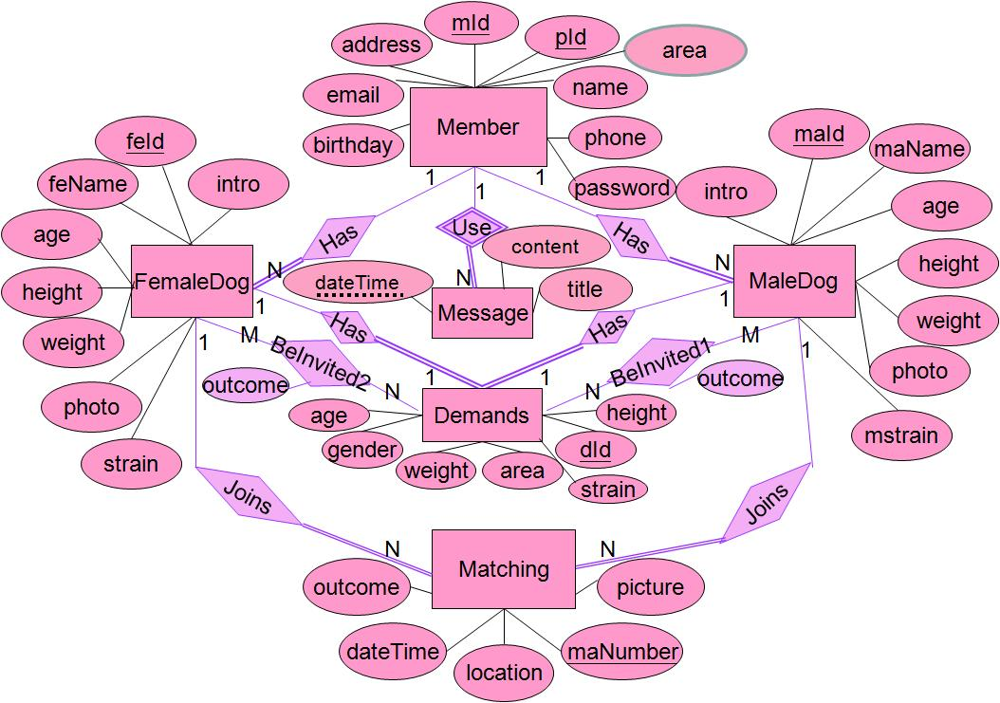 mId
pId
address
area
email
name
Member
birthday
phone
password
feId
feName
intro
maId
maName
intro
age
age
height
height
weight
weight
photo
photo
strain
mstrain
1
1
1
Has
Use
Has
N
N
N
FemaleDog
MaleDog
content
dateTime
title
Message
1
1
Has
Has
1
M
BeInvited2
N
1
1
N
BeInvited1
M
1
outcome
outcome
Demands
age
gender
weight
area
height
dId
strain
Joins
Joins
N
N
Matching
outcome
picture
dateTime
location
maNumber